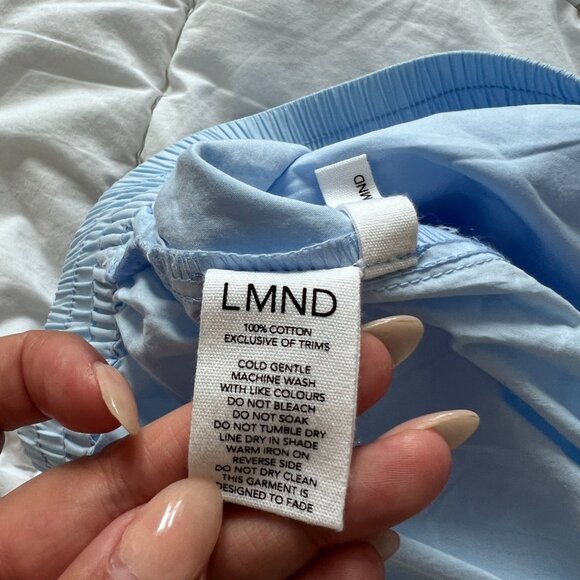 LMND
100% COTTON
EXCLUSIVE OF TRIMS
COLD GENTLE
MACHINE WASH
WITH LIKE COLOURS
DO NOT BLEACH
DO NOT SOAK
DO NOT TUMBLE DRY
LINE DRY IN SHADE
WARM IRON ON
REVERSE SIDE
DO NOT DRY CLEAN
THIS GARMENT IS
DESIGNED TO FADE
MND